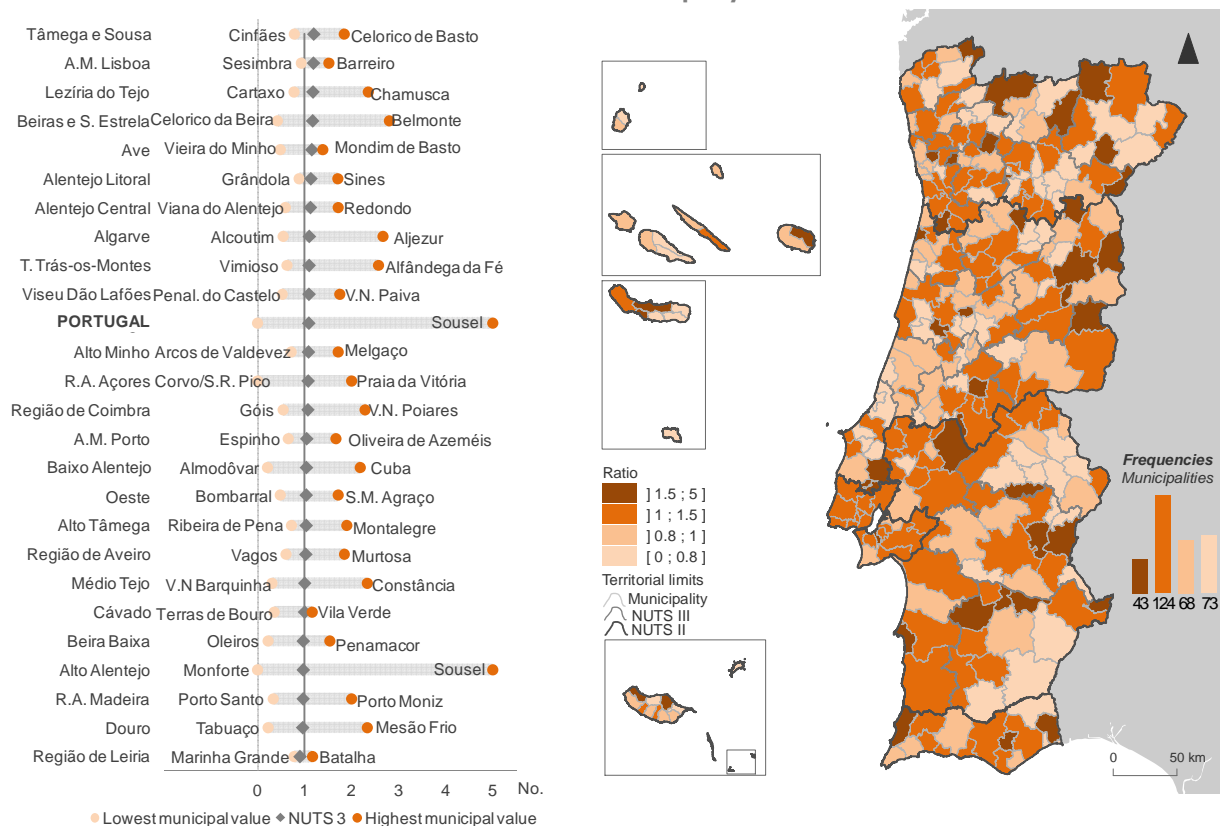 Tâmega e Sousa Cinfães Celorico de Basto
A.M. Lisboa Sesimbra Barreiro
Lezíria do Tejo Cartaxo Chamusca
Beiras e S. Estrela Celorico da Beira Belmonte
Ave Vieira do Minho Mondim de Basto
Alentejo Litoral Grândola Sines
Alentejo Central Viana do Alentejo Redondo
Algarve Alcoutim Aljezur
T. Trás-os-Montes Vimioso Alfândega da Fé
Viseu Dão Lafões Penal. do Castelo V.N. Paiva
PORTUGAL Sousel
Alto Minho Arcos de Valdevez Melgaço
R.A. Açores Corvo/S.R. Pico Praia da Vitória
Região de Coimbra Góis V.N. Poiares
A.M. Porto Espinho Oliveira de Azeméis
Baixo Alentejo Almodôvar Cuba
Oeste Bombarral S.M. Agraço
Alto Tâmega Ribeira de Pena Montalegre
Região de Aveiro Vagos Murtosa
Médio Tejo V.N Barquinha Constância
Cávado Terras de Bouro Vila Verde
Beira Baixa Oleiros Penamacor
Alto Alentejo Monforte Sousel
R.A. Madeira Porto Santo Porto Moniz
Douro Tabuaço Mesão Frio
Região de Leiria Marinha Grande Batalha
0 1 2 3 4 5 No.
Lowest municipal value NUTS 3 Highest municipal value
Ratio
] 1.5 ; 5 ]
] 1 ; 1.5 ]
] 0.8 ; 1 ]
[ 0 ; 0.8 ]
Territorial limits
Municipality
NUTS III
NUTS II
Frequencies
Municipalities
43 124 68 73
0 50 km